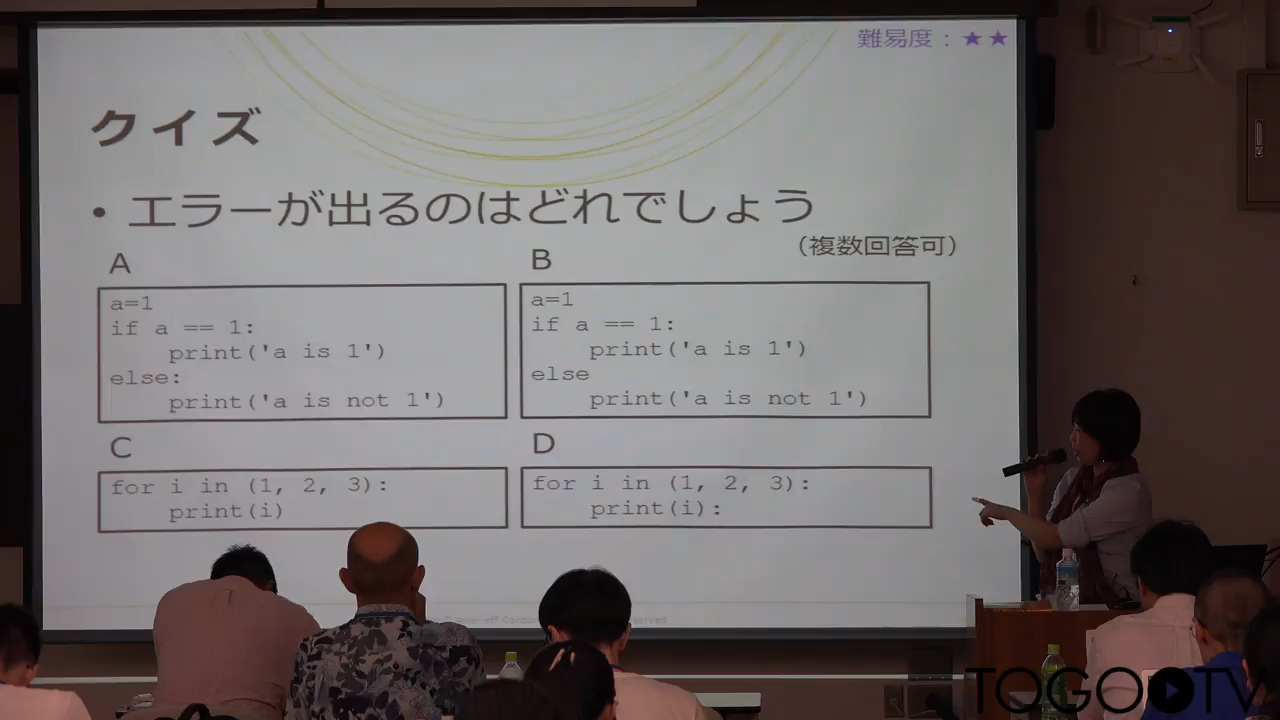 難易度：★★
クイズ
• エラーが出るのはどれでしょう
（複数回答可）
A
a=1
if a == 1:
    print('a is 1')
else:
    print('a is not 1')
B
a=1
if a == 1:
    print('a is 1')
else
    print('a is not 1')
C
for i in (1, 2, 3):
    print(i)
D
for i in (1, 2, 3):
    print(i):
TOGOTV